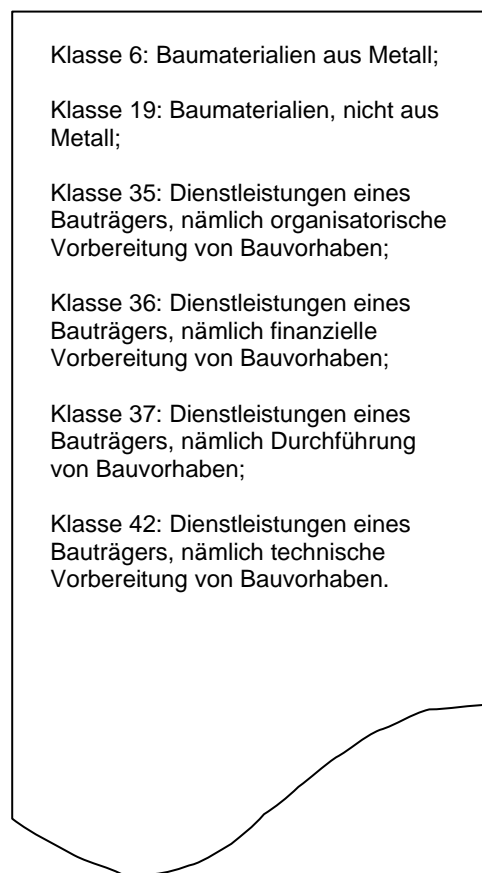 Klasse 6: Baumaterialien aus Metall;
Klasse 19: Baumaterialien, nicht aus
Metall;
Klasse 35: Dienstleistungen eines
Bauträgers, nämlich organisatorische
Vorbereitung von Bauvorhaben;
Klasse 36: Dienstleistungen eines
Bauträgers, nämlich finanzielle
Vorbereitung von Bauvorhaben;
Klasse 37: Dienstleistungen eines
Bauträgers, nämlich Durchführung
von Bauvorhaben;
Klasse 42: Dienstleistungen eines
Bauträgers, nämlich technische
Vorbereitung von Bauvorhaben.